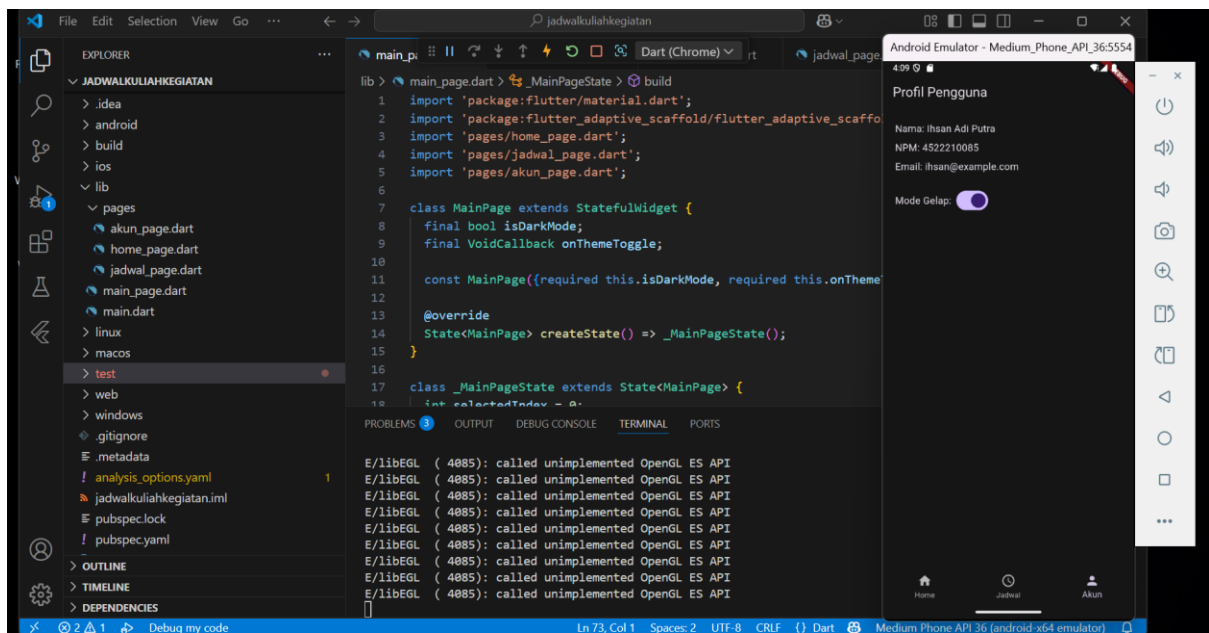 File Edit Selection View Go ··· jadwalkuliahkegiatan
EXPLORER
JADWALKULIAHKEGIATAN
.idea
android
build
ios
lib
pages
akun_page.dart
home_page.dart
jadwal_page.dart
main_page.dart
main.dart
linux
macos
test
web
windows
.gitignore
.metadata
analysis_options.yaml 1
jadwalkuliahkegiatan.iml
pubspec.lock
pubspec.yaml
OUTLINE
TIMELINE
DEPENDENCIES
1
main_pa Dart (Chrome) rt jadwal_page.
lib > main_page.dart > _MainPageState > build
1 import 'package:flutter/material.dart';
2 import 'package:flutter_adaptive_scaffold/flutter_adaptive_scaffo
3 import 'pages/home_page.dart';
4 import 'pages/jadwal_page.dart';
5 import 'pages/akun_page.dart';
6
7 class MainPage extends StatefulWidget {
8 final bool isDarkMode;
9 final VoidCallback onThemeToggle;
10
11 const MainPage({required this.isDarkMode, required this.onTheme
12
13 @override
14 State<MainPage> createState() => _MainPageState();
15 }
16
17 class _MainPageState extends State<MainPage> {
18 int selectedIndex = 0;
PROBLEMS 3 OUTPUT DEBUG CONSOLE TERMINAL PORTS
E/libEGL ( 4085): called unimplemented OpenGL ES API
E/libEGL ( 4085): called unimplemented OpenGL ES API
E/libEGL ( 4085): called unimplemented OpenGL ES API
E/libEGL ( 4085): called unimplemented OpenGL ES API
E/libEGL ( 4085): called unimplemented OpenGL ES API
E/libEGL ( 4085): called unimplemented OpenGL ES API
E/libEGL ( 4085): called unimplemented OpenGL ES API
E/libEGL ( 4085): called unimplemented OpenGL ES API
E/libEGL ( 4085): called unimplemented OpenGL ES API
Android Emulator - Medium_Phone_API_36:5554
4:09
Profil Pengguna
Nama: Ihsan Adi Putra
NPM: 4522210085
Email: ihsan@example.com
Mode Gelap:
Home Jadwal Akun
2 1 Debug my code Ln 73, Col 1 Spaces: 2 UTF-8 CRLF {} Dart Medium Phone API 36 (android-x64 emulator)